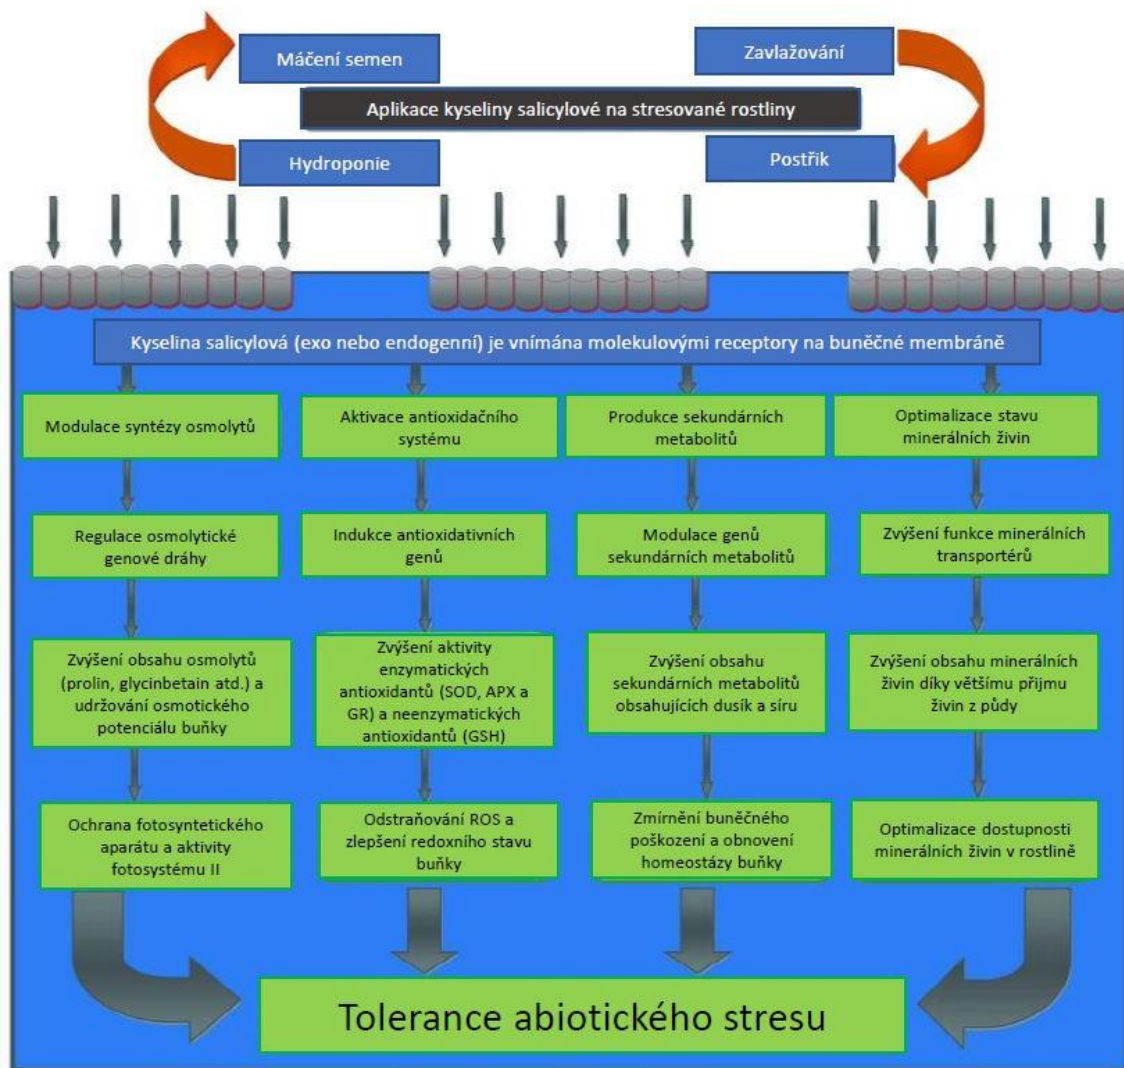 Máčení semen
Zavlažování
Aplikace kyseliny salicylové na stresované rostliny
Hydroponie
Postřik
Kyselina salicylová (exo nebo endogenní) je vnímána molekulovými receptory na buněčné membráně
Modulace syntézy osmolytů
Aktivace antioxidačního
systému
Produkce sekundárních
metabolitů
Optimalizace stavu
minerálních živin
Regulace osmolytické
genové dráhy
Indukce antioxidativních
genů
Modulace genů
sekundárních metabolitů
Zvýšení funkce minerálních
transportérů
Zvýšení obsahu osmolytů
(prolin, glycinbetain atd.) a
udržování osmotického
potenciálu buňky
Zvýšení aktivity
enzymatických
antioxidantů (SOD, APX a
GR) a neenzymatických
antioxidantů (GSH)
Zvýšení obsahu
sekundárních metabolitů
obsahujících dusík a síru
Zvýšení obsahu minerálních
živin díky většímu přijmu
živin z půdy
Ochrana fotosyntetického
aparátu a aktivity
fotosystému II
Odstraňování ROS a
zlepšení redoxního stavu
buňky
Zmírnění buněčného
poškození a obnovení
homeostázy buňky
Optimalizace dostupnosti
minerálních živin v rostlině
Tolerance abiotického stresu